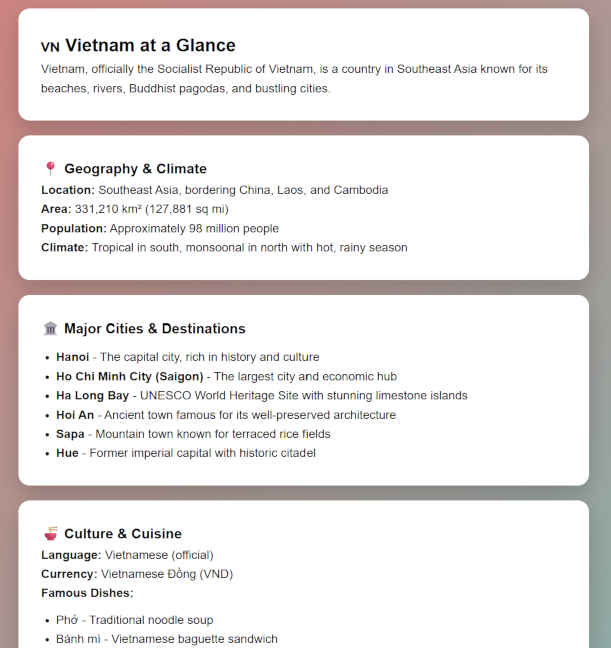 VN Vietnam at a Glance
Vietnam, officially the Socialist Republic of Vietnam, is a country in Southeast Asia known for its
beaches, rivers, Buddhist pagodas, and bustling cities.
Geography & Climate
Location: Southeast Asia, bordering China, Laos, and Cambodia
Area: 331,210 km² (127,881 sq mi)
Population: Approximately 98 million people
Climate: Tropical in south, monsoonal in north with hot, rainy season
Major Cities & Destinations
• Hanoi - The capital city, rich in history and culture
• Ho Chi Minh City (Saigon) - The largest city and economic hub
• Ha Long Bay - UNESCO World Heritage Site with stunning limestone islands
• Hoi An - Ancient town famous for its well-preserved architecture
• Sapa - Mountain town known for terraced rice fields
• Hue - Former imperial capital with historic citadel
Culture & Cuisine
Language: Vietnamese (official)
Currency: Vietnamese Đồng (VND)
Famous Dishes:
• Phở - Traditional noodle soup
• Bánh mì - Vietnamese baguette sandwich